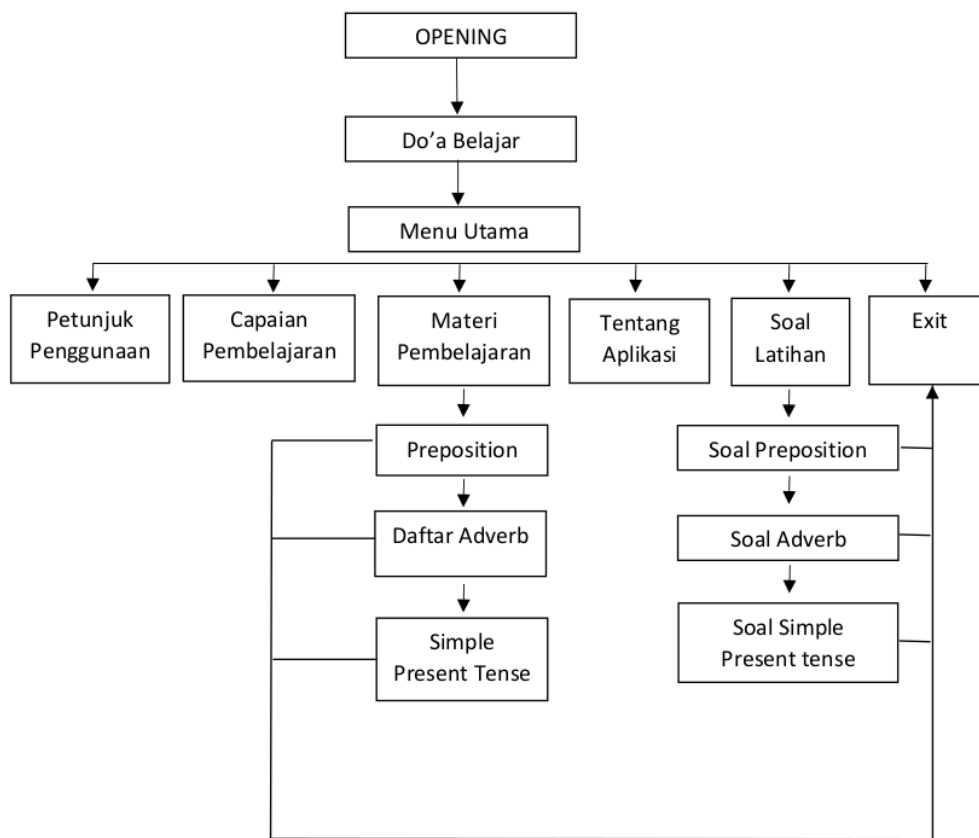 OPENING
Do’a Belajar
Menu Utama
Petunjuk
Penggunaan
Capaian
Pembelajaran
Materi
Pembelajaran
Tentang
Aplikasi
Soal
Latihan
Exit
Preposition
Daftar Adverb
Simple
Present Tense
Soal Preposition
Soal Adverb
Soal Simple
Present tense